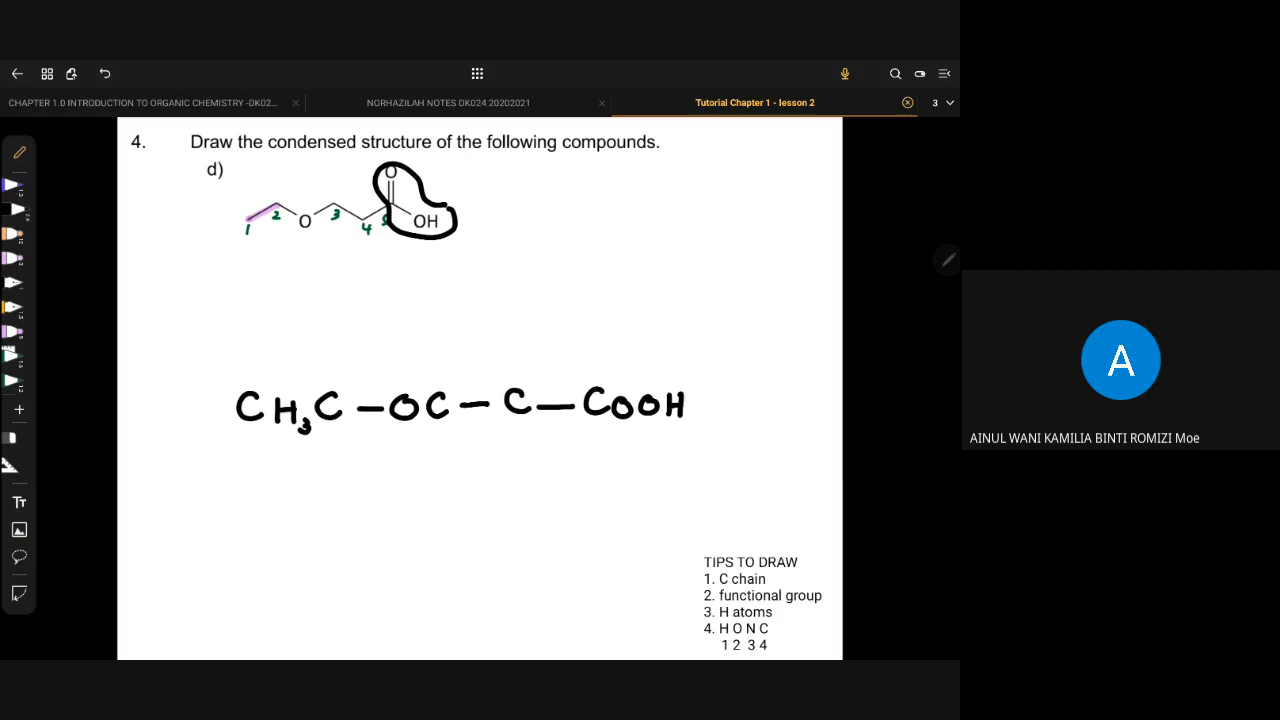 CHAPTER 1.0 INTRODUCTION TO ORGANIC CHEMISTRY -DK02... NORHAZILAH NOTES DK024 20202021 Tutorial Chapter 1 - lesson 2 3
4. Draw the condensed structure of the following compounds.
d)
O
1 2 O 3 4 5 OH
CH3C – OC – C – COOH
A
AINUL WANI KAMILIA BINTI ROMIZI Moe
TIPS TO DRAW
1. C chain
2. functional group
3. H atoms
4. H O N C
1 2 3 4
Tт